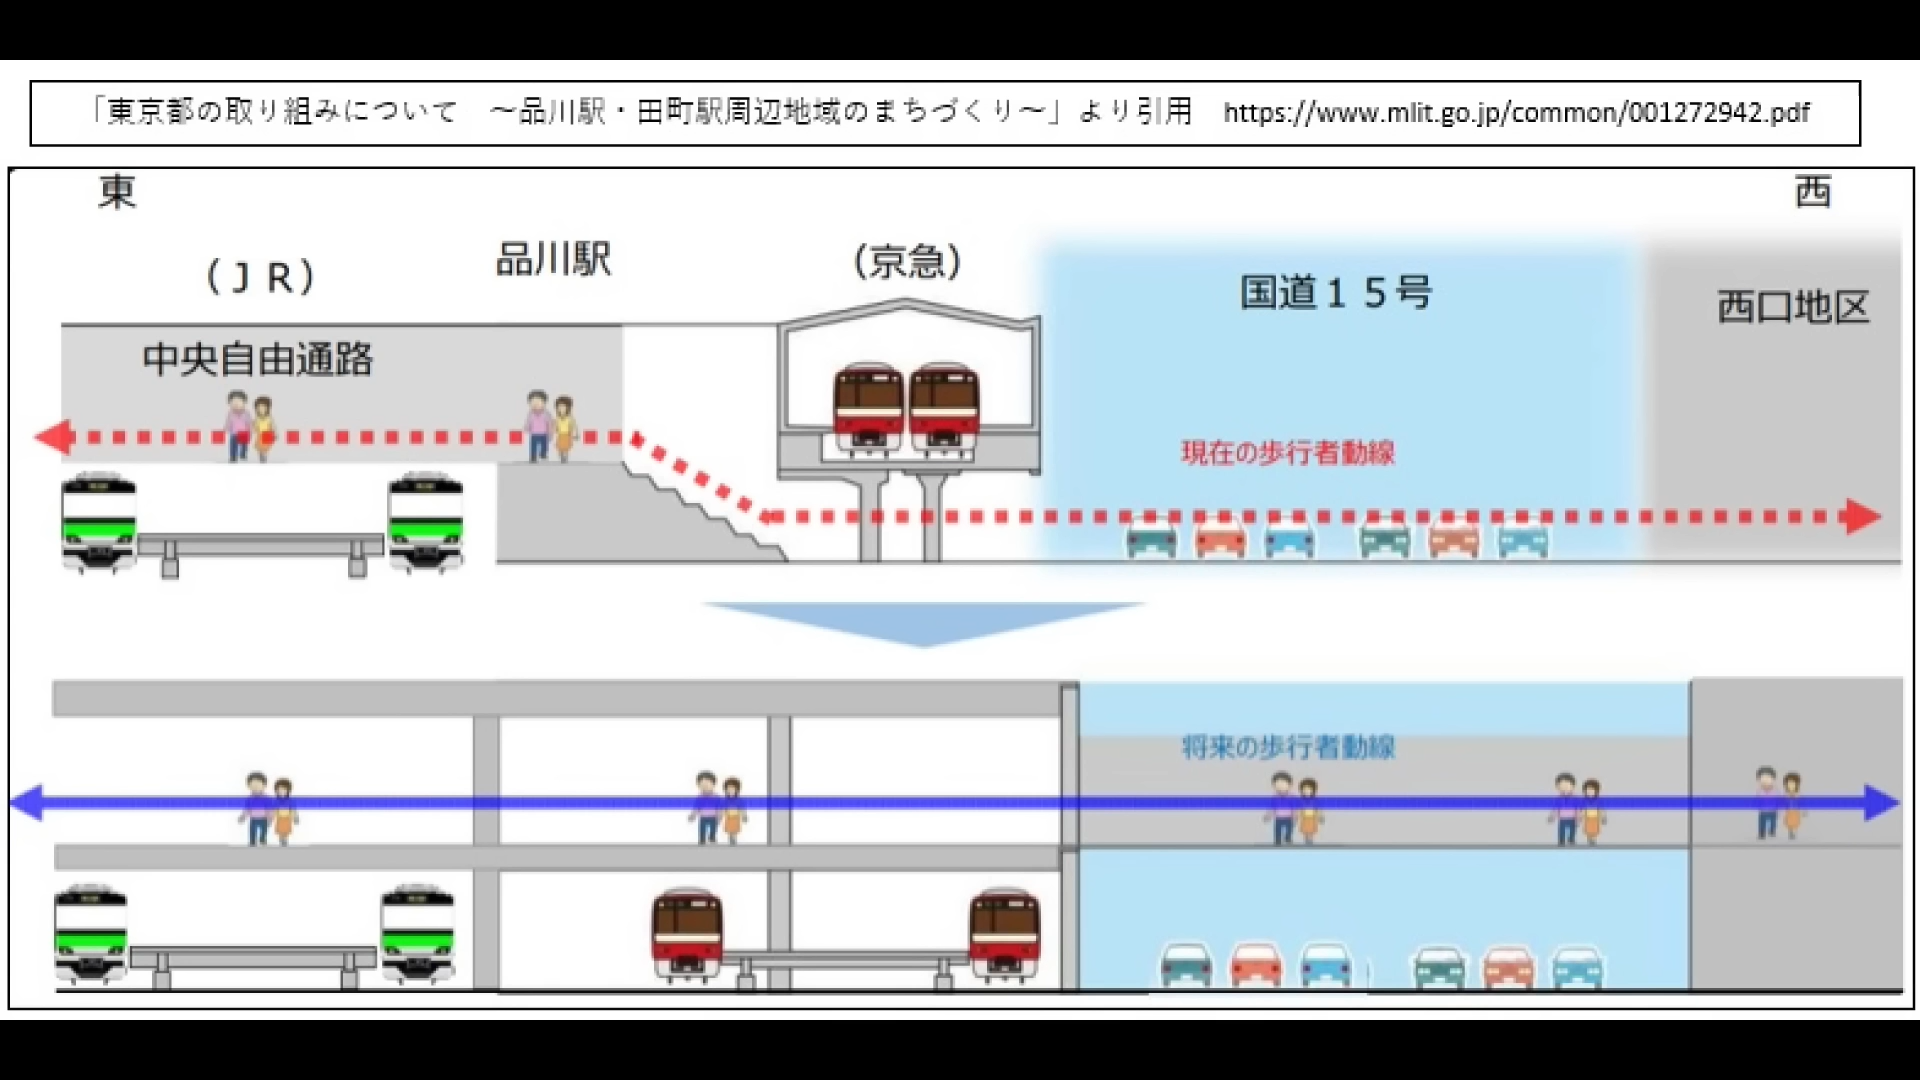 「東京都の取り組みについて　～品川駅・田町駅周辺地域のまちづくり～」より引用　https://www.mlit.go.jp/common/001272942.pdf
東
西
（ＪＲ）
品川駅
（京急）
国道１５号
西口地区
中央自由通路
現在の歩行者動線
将来の歩行者動線